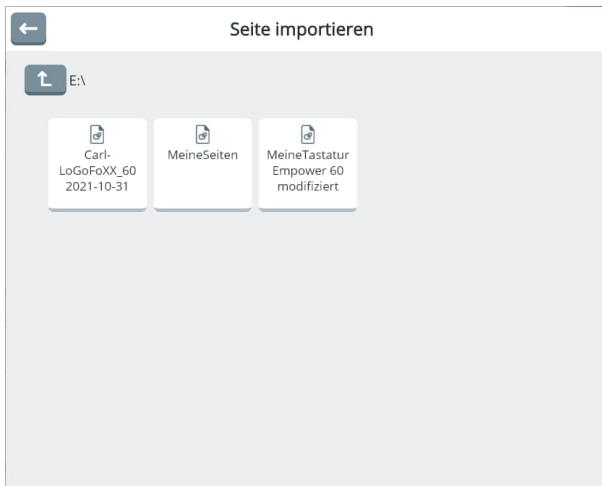 Seite importieren
E:\
Carl-
LoGoFoXX_60
2021-10-31
MeineSeiten
MeineTastatur
Empower 60
modifiziert